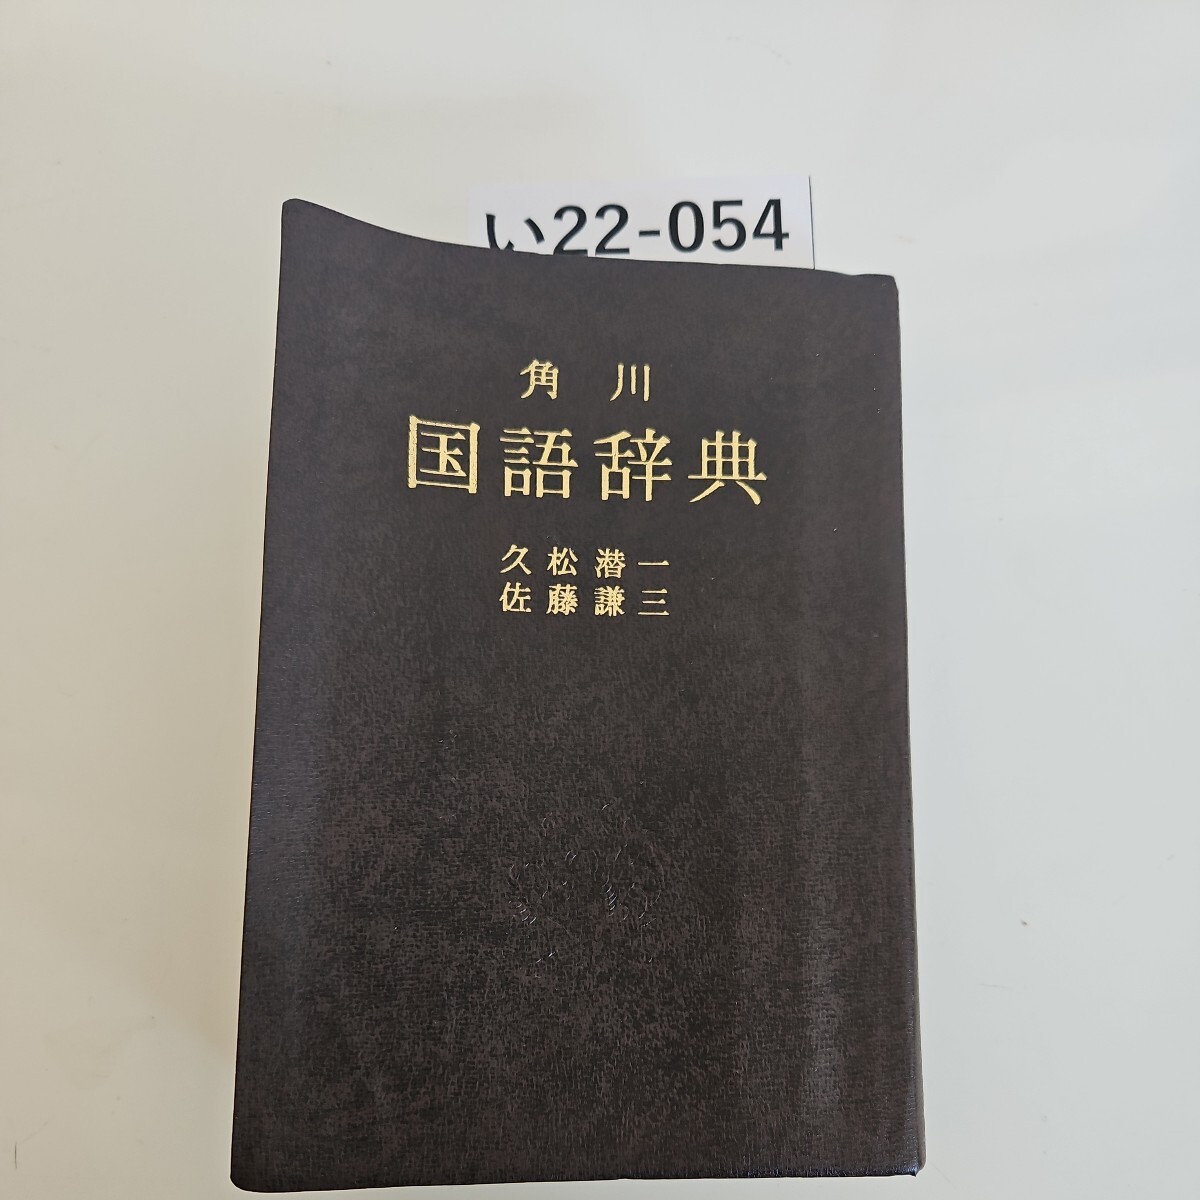 い22-054
角川
国語辞典
久松潜一
佐藤謙三